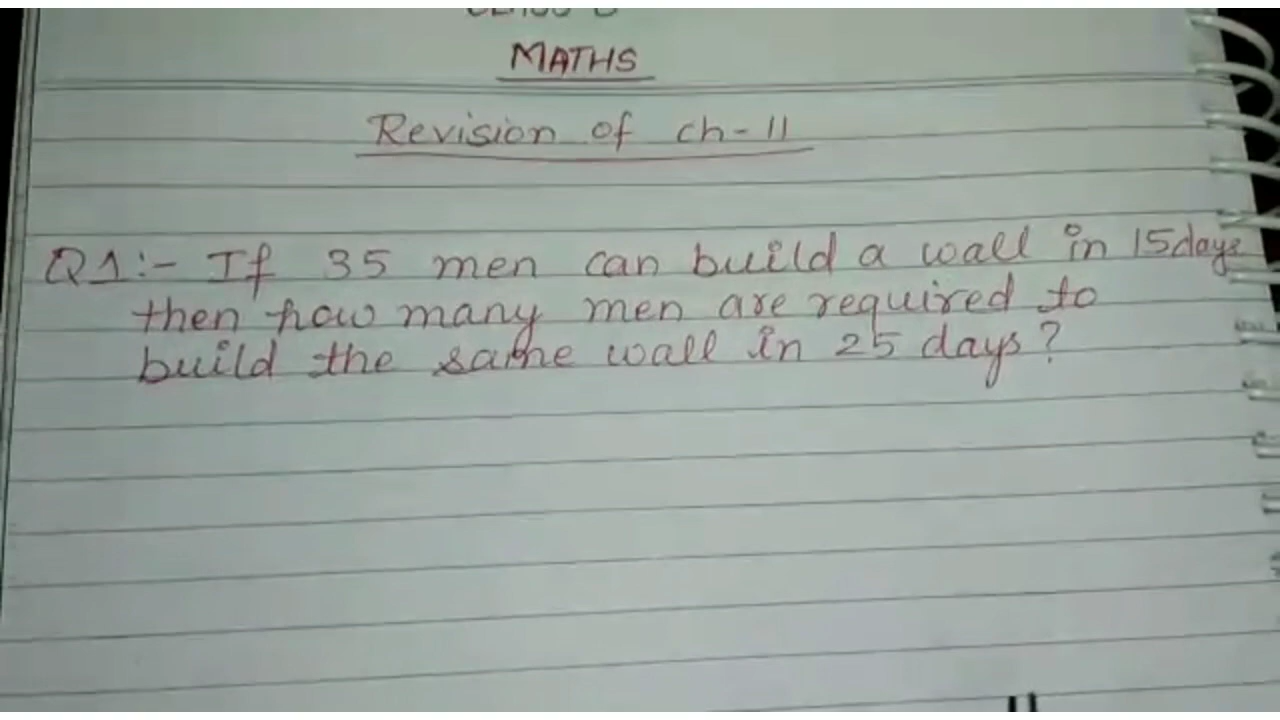 MATHS
Revision of ch-11
Q1:- If 35 men can build a wall in 15days
then how many men are required to
build the same wall in 25 days?